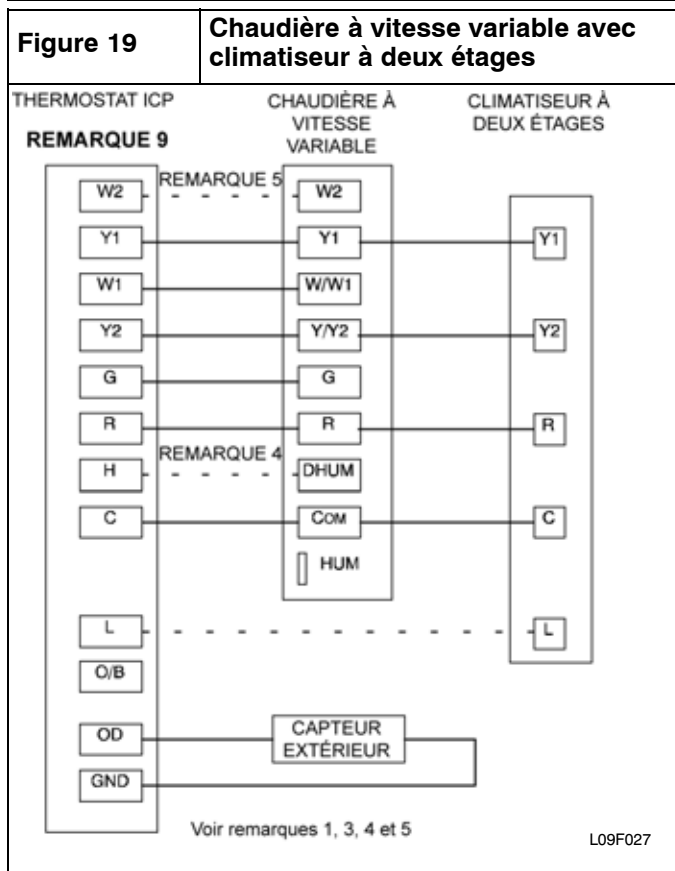 Figure 19
Chaudière à vitesse variable avec
climatiseur à deux étages
THERMOSTAT ICP
REMARQUE 9
CHAUDIÈRE À
VITESSE
VARIABLE
CLIMATISEUR À
DEUX ÉTAGES
W2 REMARQUE 5 W2
Y1 Y1 Y1
W1 W/W1
Y2 Y/Y2 Y2
G G
R R R
REMARQUE 4
H DHUM
C COM C
HUM
L L
O/B
OD
CAPTEUR
EXTÉRIEUR
GND
Voir remarques 1, 3, 4 et 5
L09F027